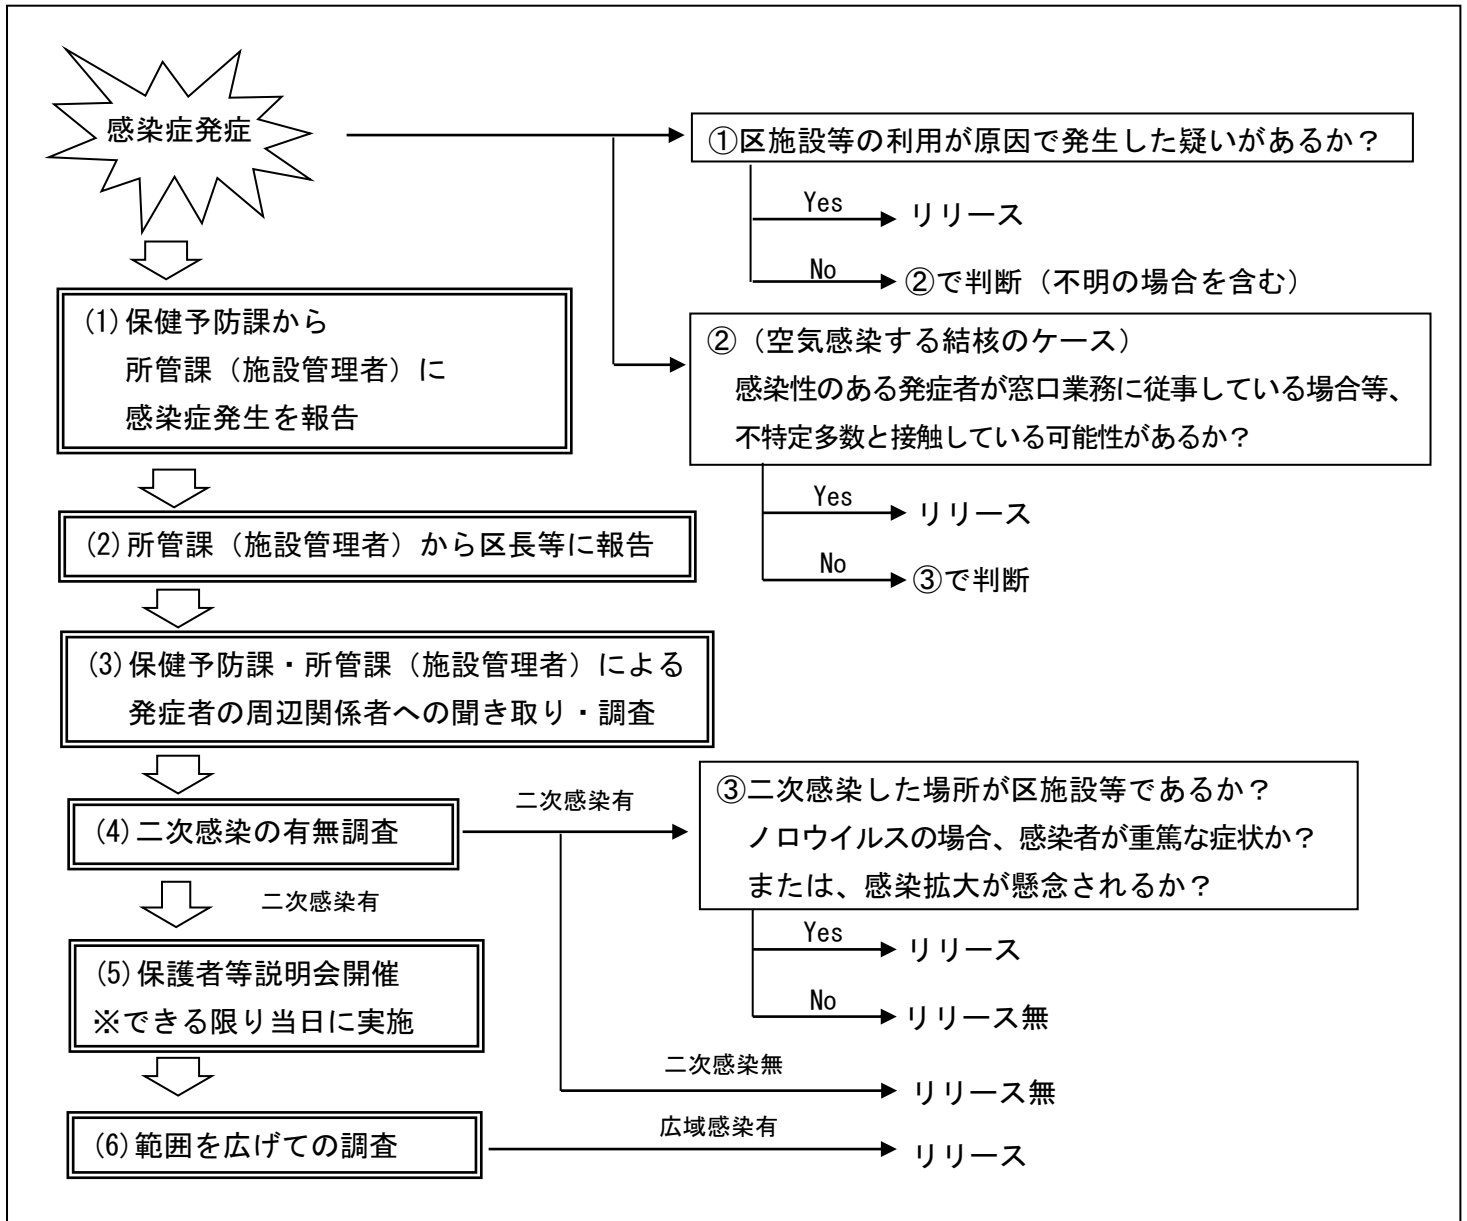 感染症発症
①区施設等の利用が原因で発生した疑いがあるか？
Yes
リリース
No
②で判断（不明の場合を含む）
②（空気感染する結核のケース）
感染性のある発症者が窓口業務に従事している場合等、
不特定多数と接触している可能性があるか？
Yes
リリース
No
③で判断
(1)保健予防課から
所管課（施設管理者）に
感染症発生を報告
(2)所管課（施設管理者）から区長等に報告
(3)保健予防課・所管課（施設管理者）による
発症者の周辺関係者への聞き取り・調査
(4)二次感染の有無調査
二次感染有
③二次感染した場所が区施設等であるか？
ノロウイルスの場合、感染者が重篤な症状か？
または、感染拡大が懸念されるか？
Yes
リリース
No
リリース無
二次感染無
リリース無
二次感染有
(5)保護者等説明会開催
※できる限り当日に実施
(6)範囲を広げての調査
広域感染有
リリース